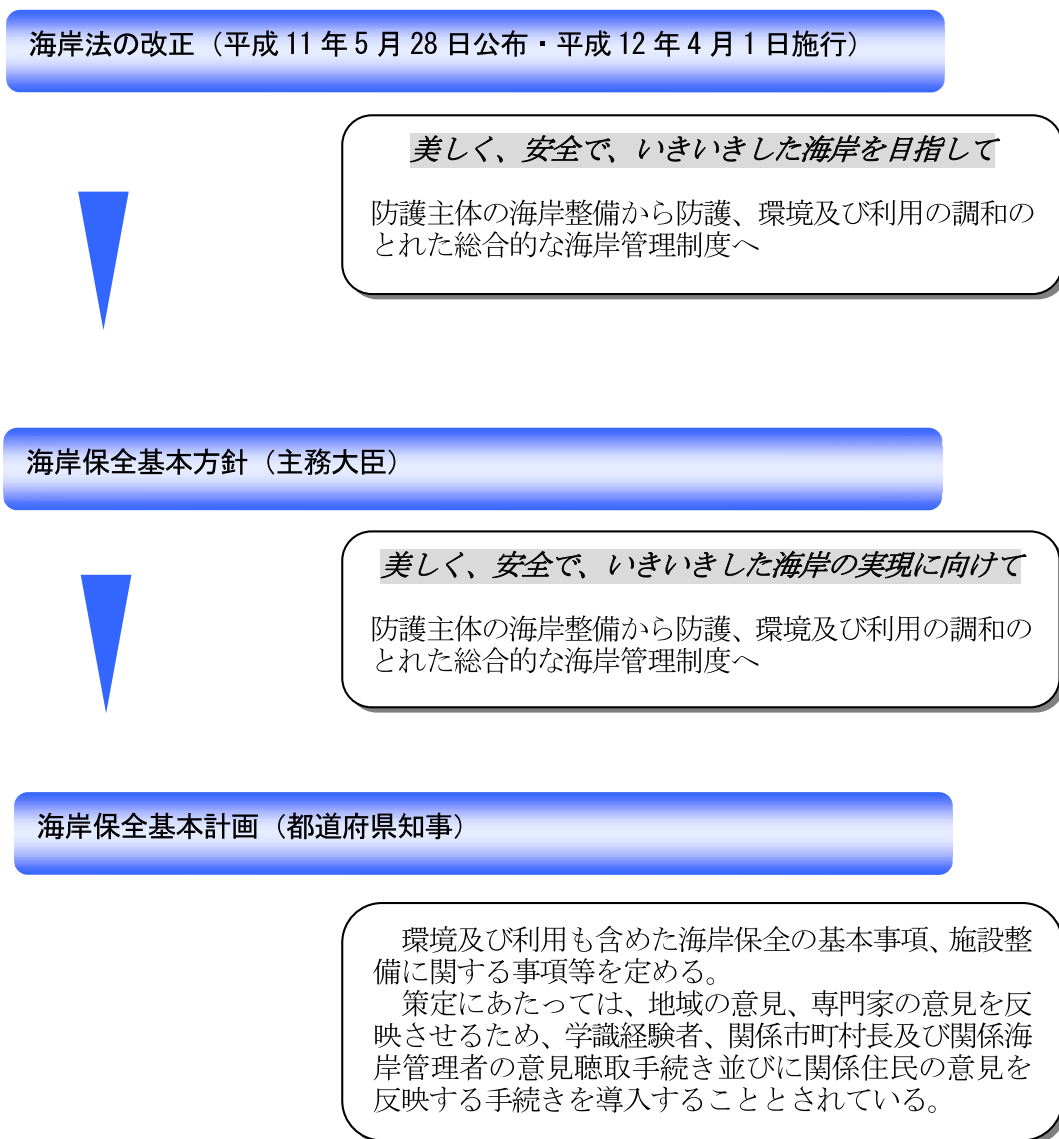 海岸法の改正（平成 11 年 5 月 28 日公布・平成 12 年 4 月 1 日施行）
美しく、安全で、いきいきした海岸を目指して
防護主体の海岸整備から防護、環境及び利用の調和の
とれた総合的な海岸管理制度へ
海岸保全基本方針（主務大臣）
美しく、安全で、いきいきした海岸の実現に向けて
防護主体の海岸整備から防護、環境及び利用の調和の
とれた総合的な海岸管理制度へ
海岸保全基本計画（都道府県知事）
環境及び利用も含めた海岸保全の基本事項、施設整
備に関する事項等を定める。
策定にあたっては、地域の意見、専門家の意見を反
映させるため、学識経験者、関係市町村長及び関係海
岸管理者の意見聴取手続き並びに関係住民の意見を
反映する手続きを導入することとされている。